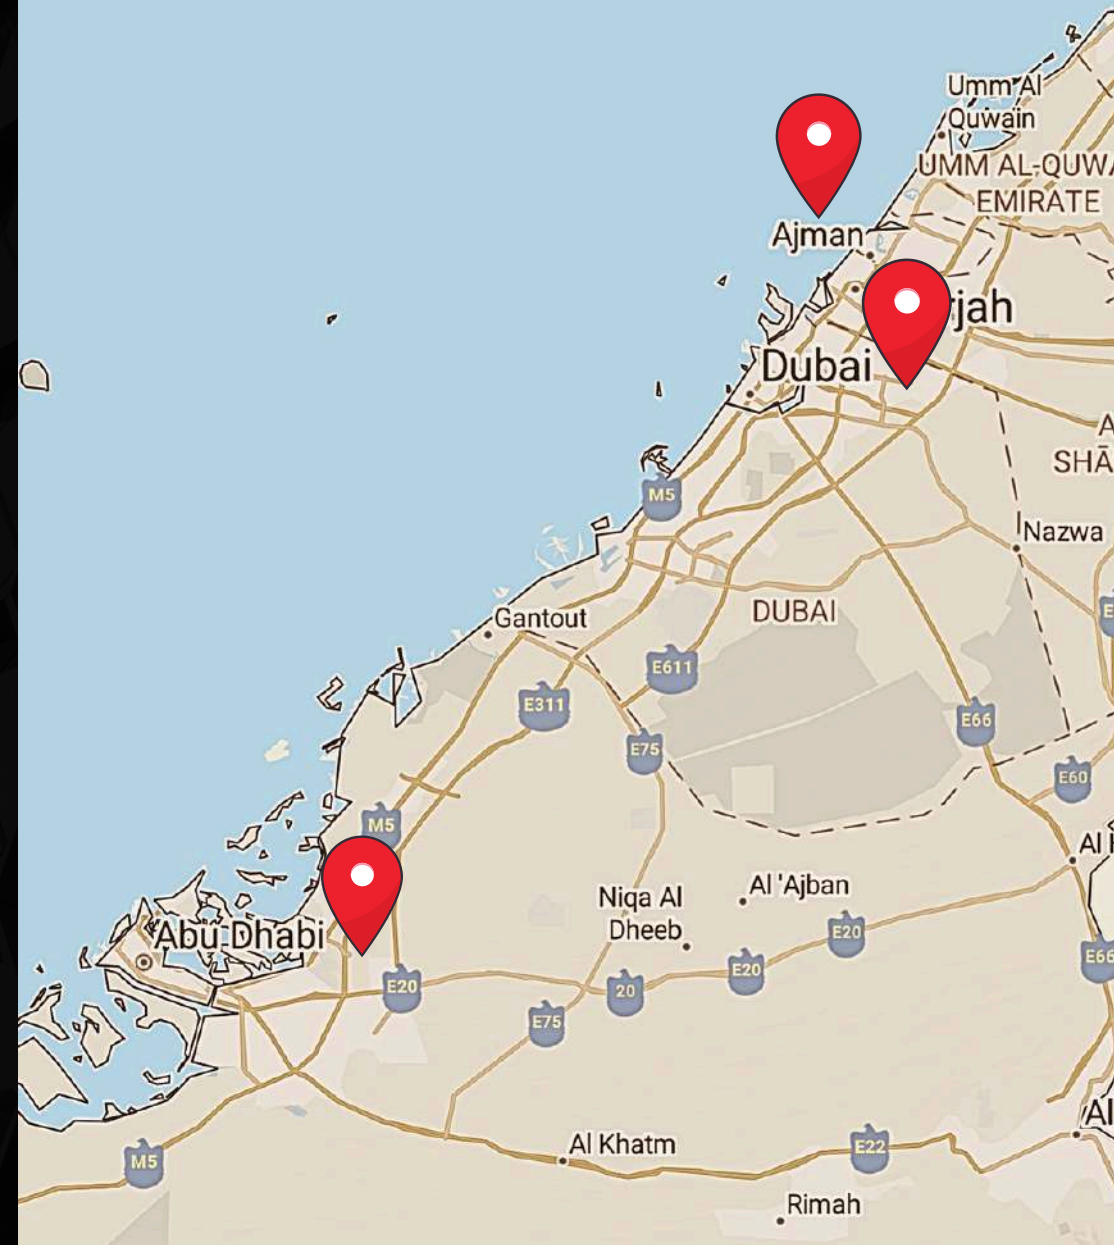 Umm Al
Quwain
UMM AL-QUWA
EMIRATE
Ajman
jah
Dubai
SHĀ
M5
Nazwa
DUBAI
Gantout
E611
E311
E75
E66
E60
M5
Al
Al 'Ajban
Niqa Al
Dheeb
Abu Dhabi
E20
E20
E66
E20
20
E75
Al
Al Khatm
E22
M5
Rimah